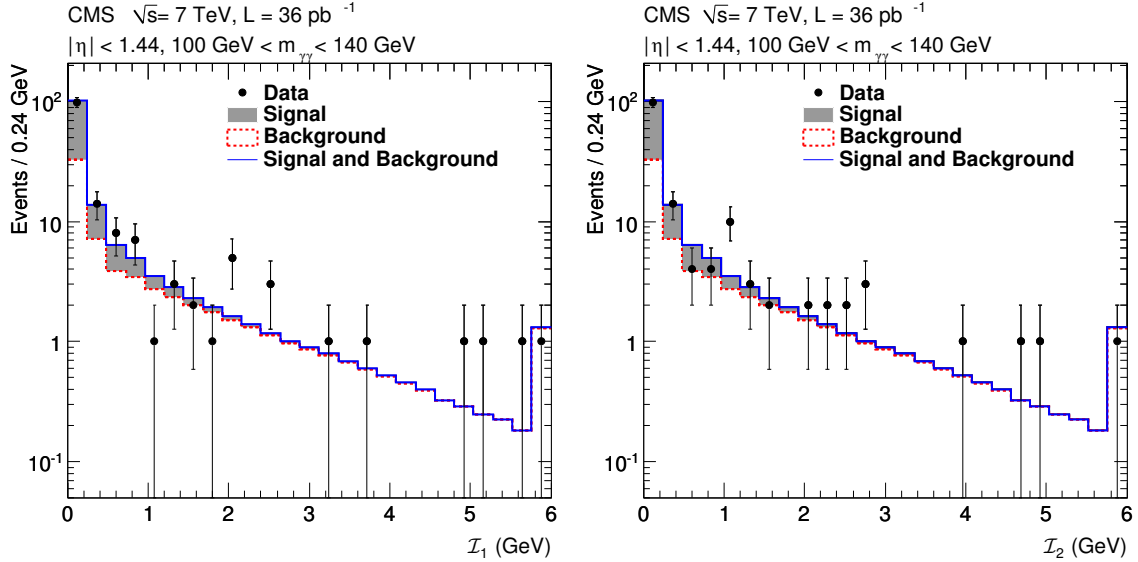 CMS √s= 7 TeV, L = 36 pb⁻¹
|η| < 1.44, 100 GeV < m_γγ < 140 GeV
Events / 0.24 GeV
10²
10
1
10⁻¹
Data
Signal
Background
Signal and Background
0 1 2 3 4 5 6
I₁ (GeV)
CMS √s= 7 TeV, L = 36 pb⁻¹
|η| < 1.44, 100 GeV < m_γγ < 140 GeV
Events / 0.24 GeV
10²
10
1
10⁻¹
Data
Signal
Background
Signal and Background
0 1 2 3 4 5 6
I₂ (GeV)